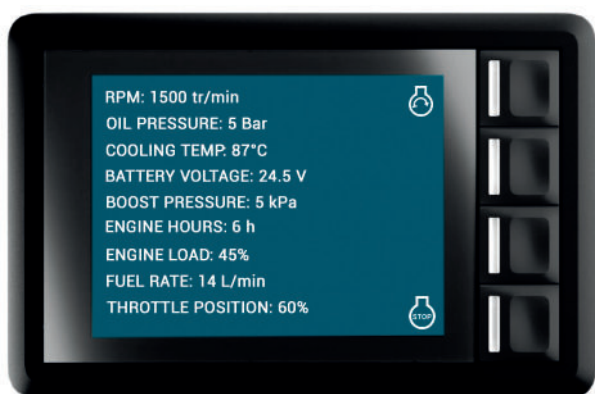 RPM: 1500 tr/min
OIL PRESSURE: 5 Bar
COOLING TEMP: 87°C
BATTERY VOLTAGE: 24.5 V
BOOST PRESSURE: 5 kPa
ENGINE HOURS: 6 h
ENGINE LOAD: 45%
FUEL RATE: 14 L/min
THROTTLE POSITION: 60%
STOP